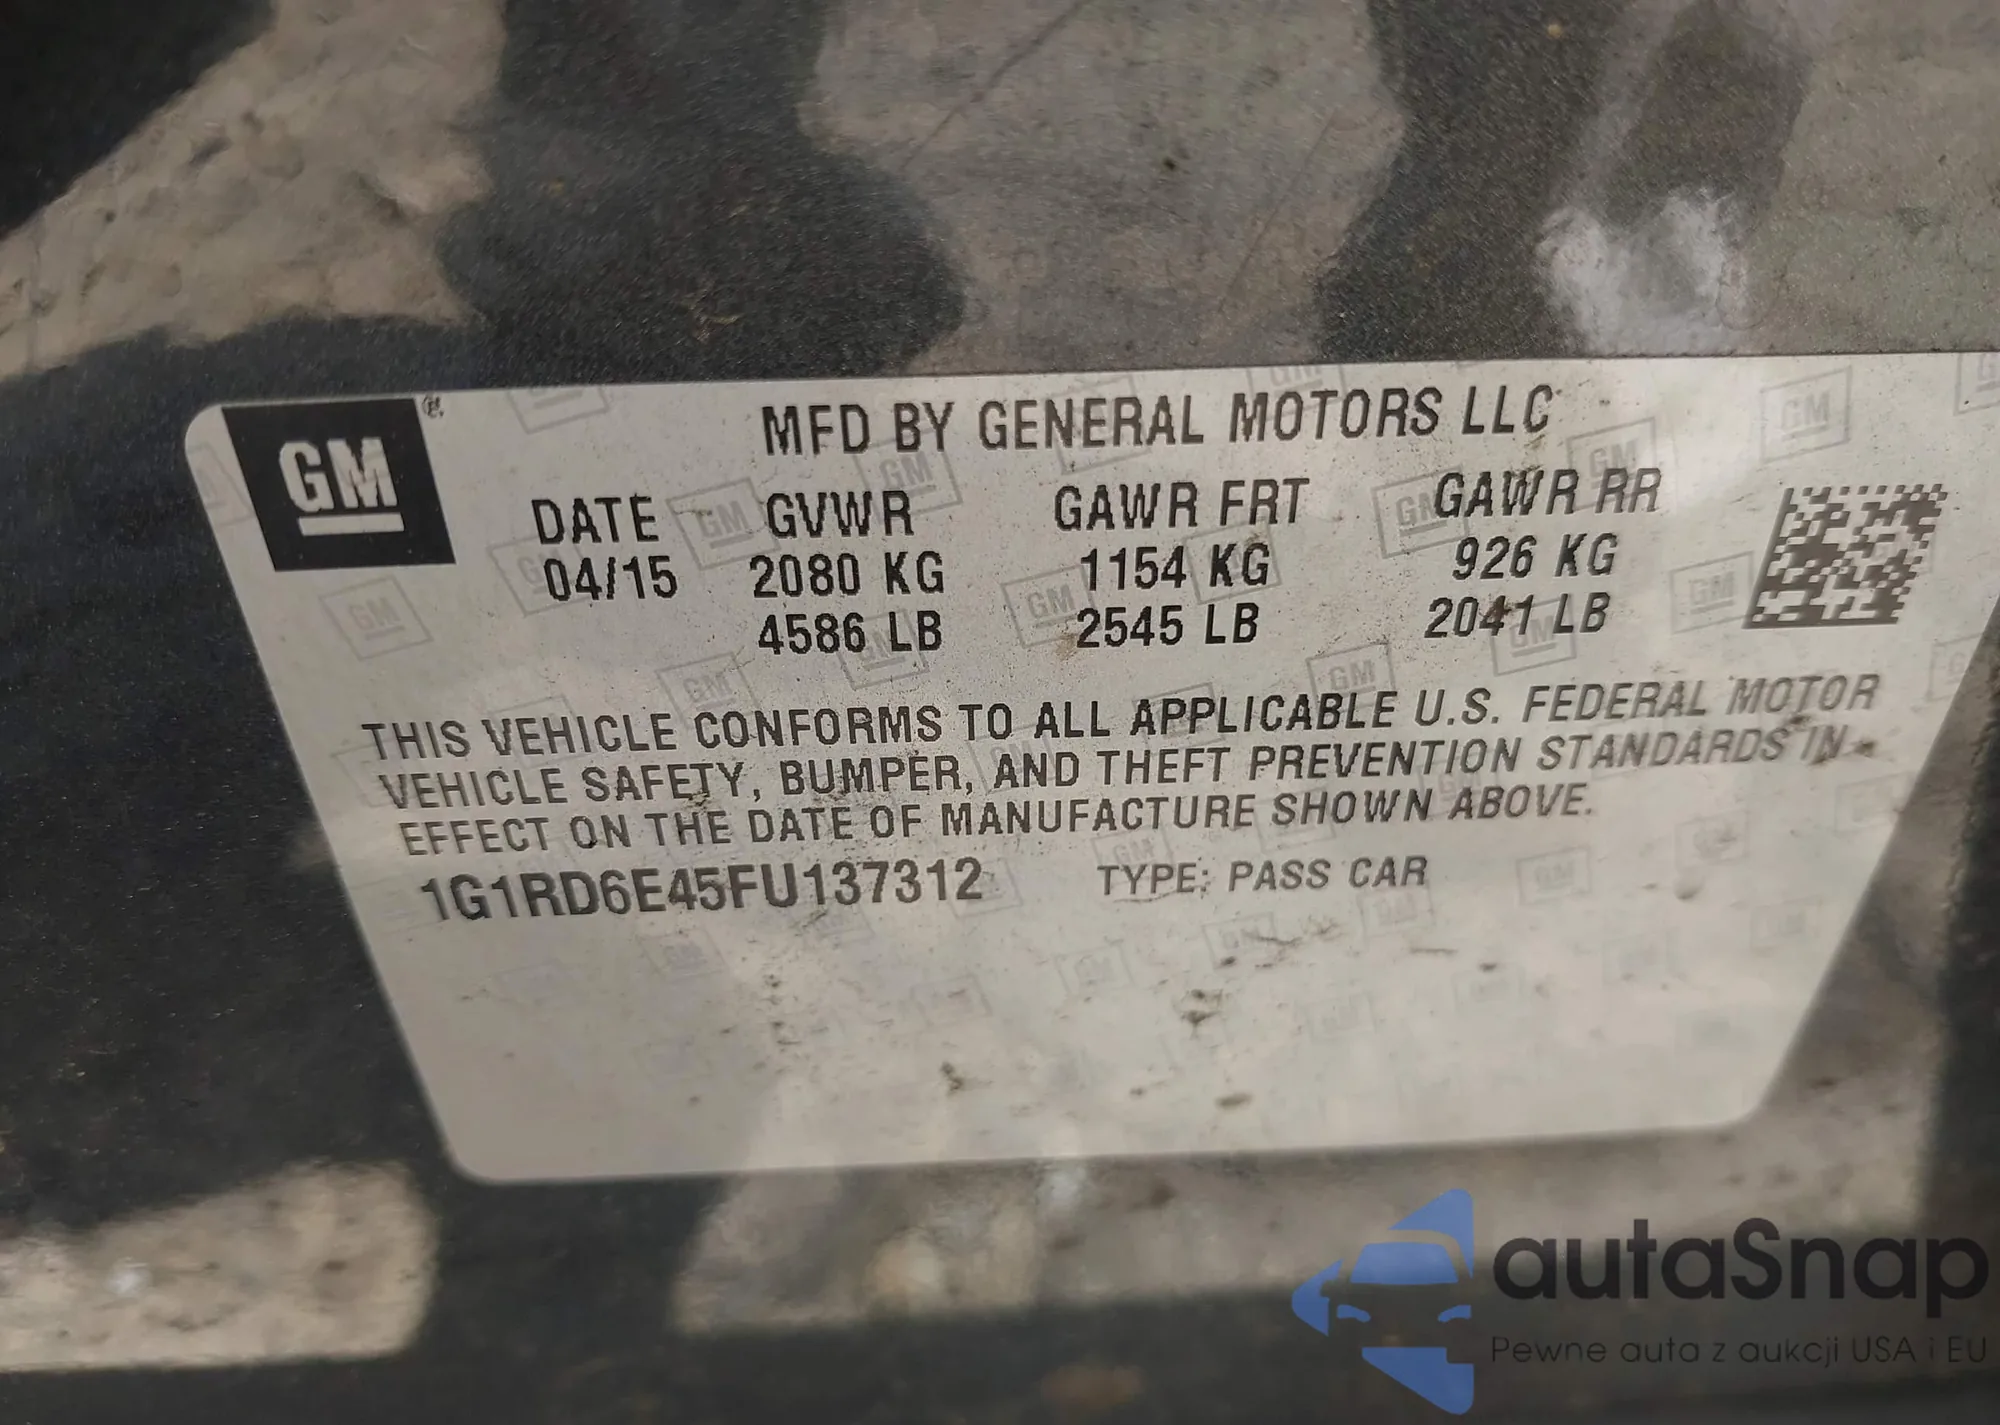 GM
MFD BY GENERAL MOTORS LLC
DATE GVWR GAWR FRT GAWR RR
04/15 2080 KG 1154 KG 926 KG
4586 LB 2545 LB 2041 LB
THIS VEHICLE CONFORMS TO ALL APPLICABLE U.S. FEDERAL MOTOR
VEHICLE SAFETY, BUMPER, AND THEFT PREVENTION STANDARDS IN
EFFECT ON THE DATE OF MANUFACTURE SHOWN ABOVE.
1G1RD6E45FU137312 TYPE: PASS CAR
autaSnap
Pewne auta z aukcji USA i EU